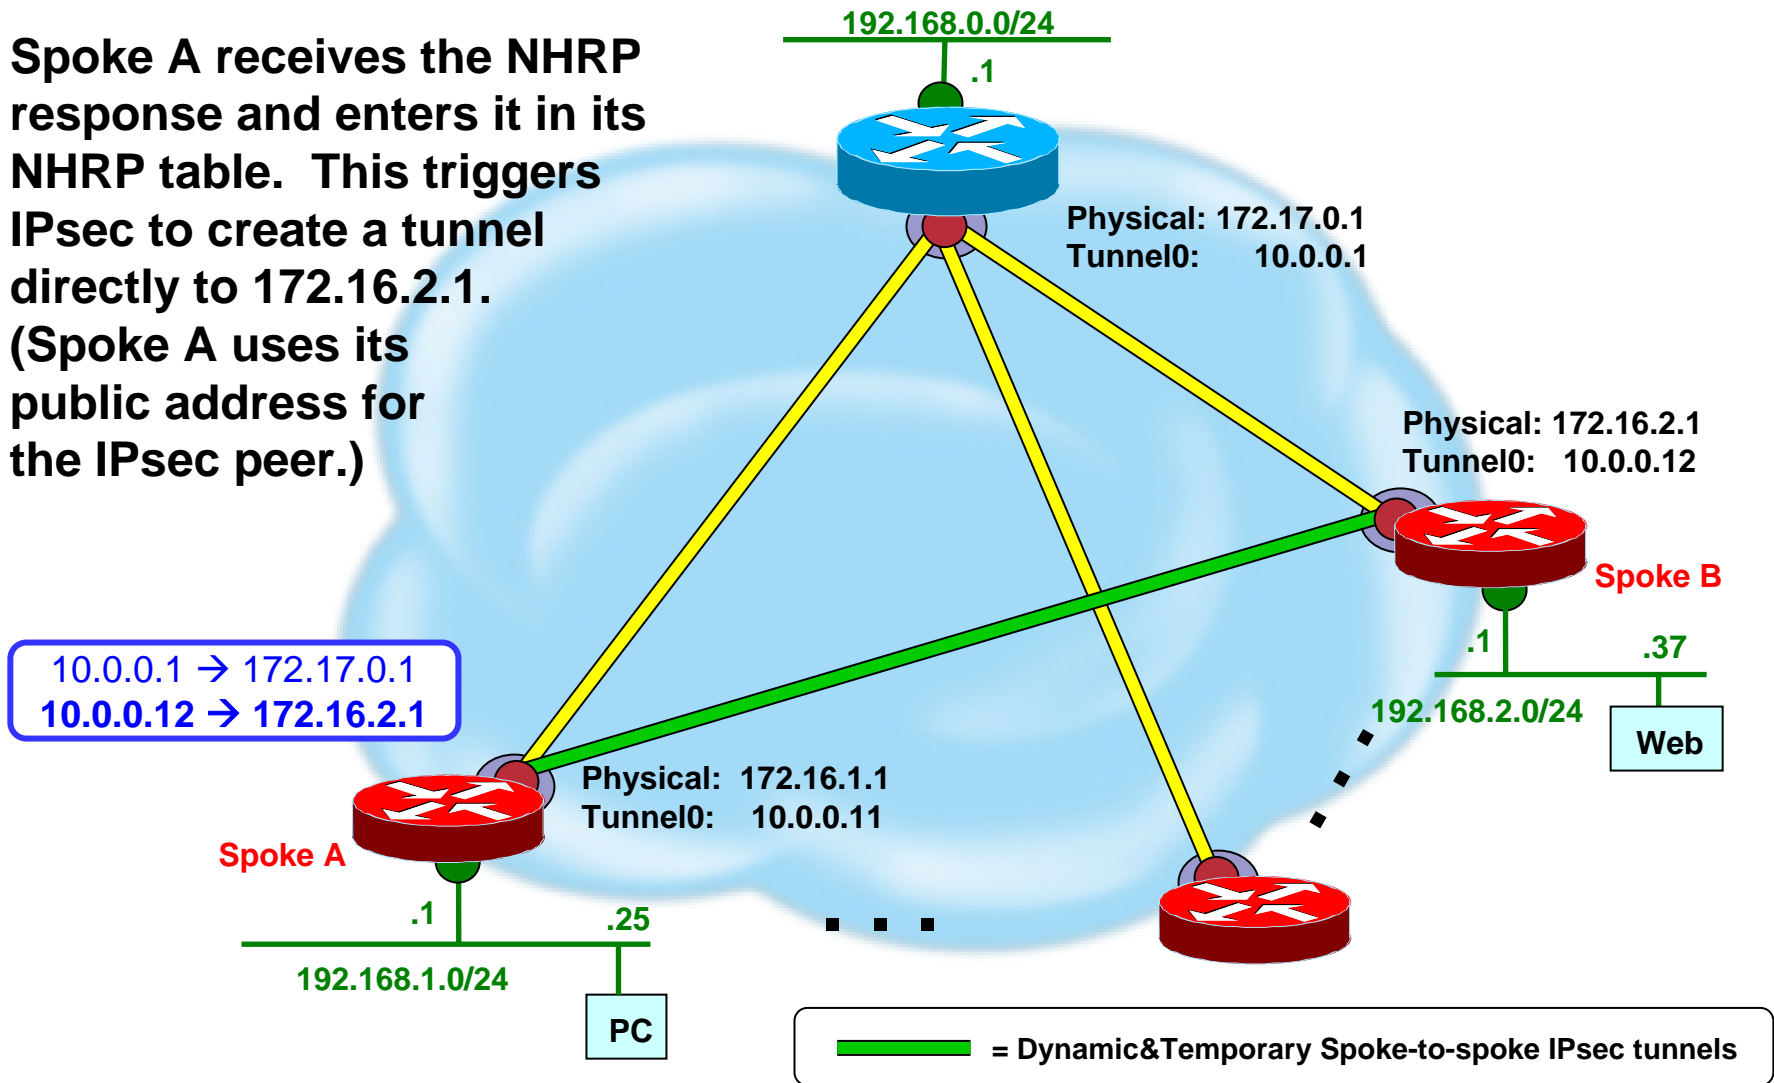 Spoke A receives the NHRP
response and enters it in its
NHRP table.  This triggers
IPsec to create a tunnel
directly to 172.16.2.1.
(Spoke A uses its
public address for
the IPsec peer.)
192.168.0.0/24
.1
Physical: 172.17.0.1
Tunnel0: 10.0.0.1
Physical: 172.16.2.1
Tunnel0: 10.0.0.12
Spoke B
.1
.37
192.168.2.0/24
Web
10.0.0.1 → 172.17.0.1
10.0.0.12 → 172.16.2.1
Physical: 172.16.1.1
Tunnel0: 10.0.0.11
Spoke A
.1
.25
192.168.1.0/24
PC
. . .
= Dynamic&Temporary Spoke-to-spoke IPsec tunnels